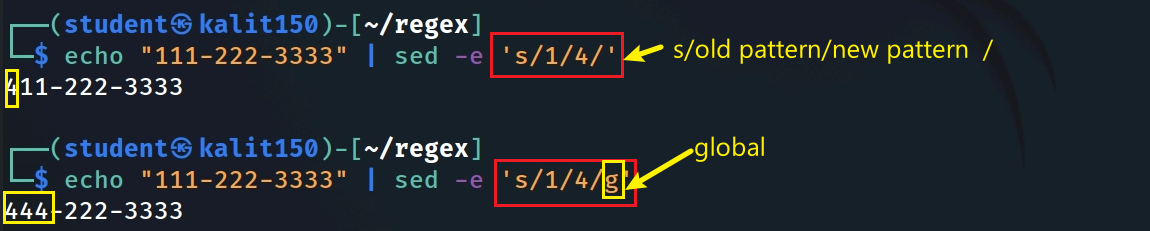 ┌──(student㉿kalit150)-[~/regex]
└─$ echo "111-222-3333" | sed -e 's/1/4/' s/old pattern/new pattern /
411-222-3333
┌──(student㉿kalit150)-[~/regex]
└─$ echo "111-222-3333" | sed -e 's/1/4/g' global
444-222-3333